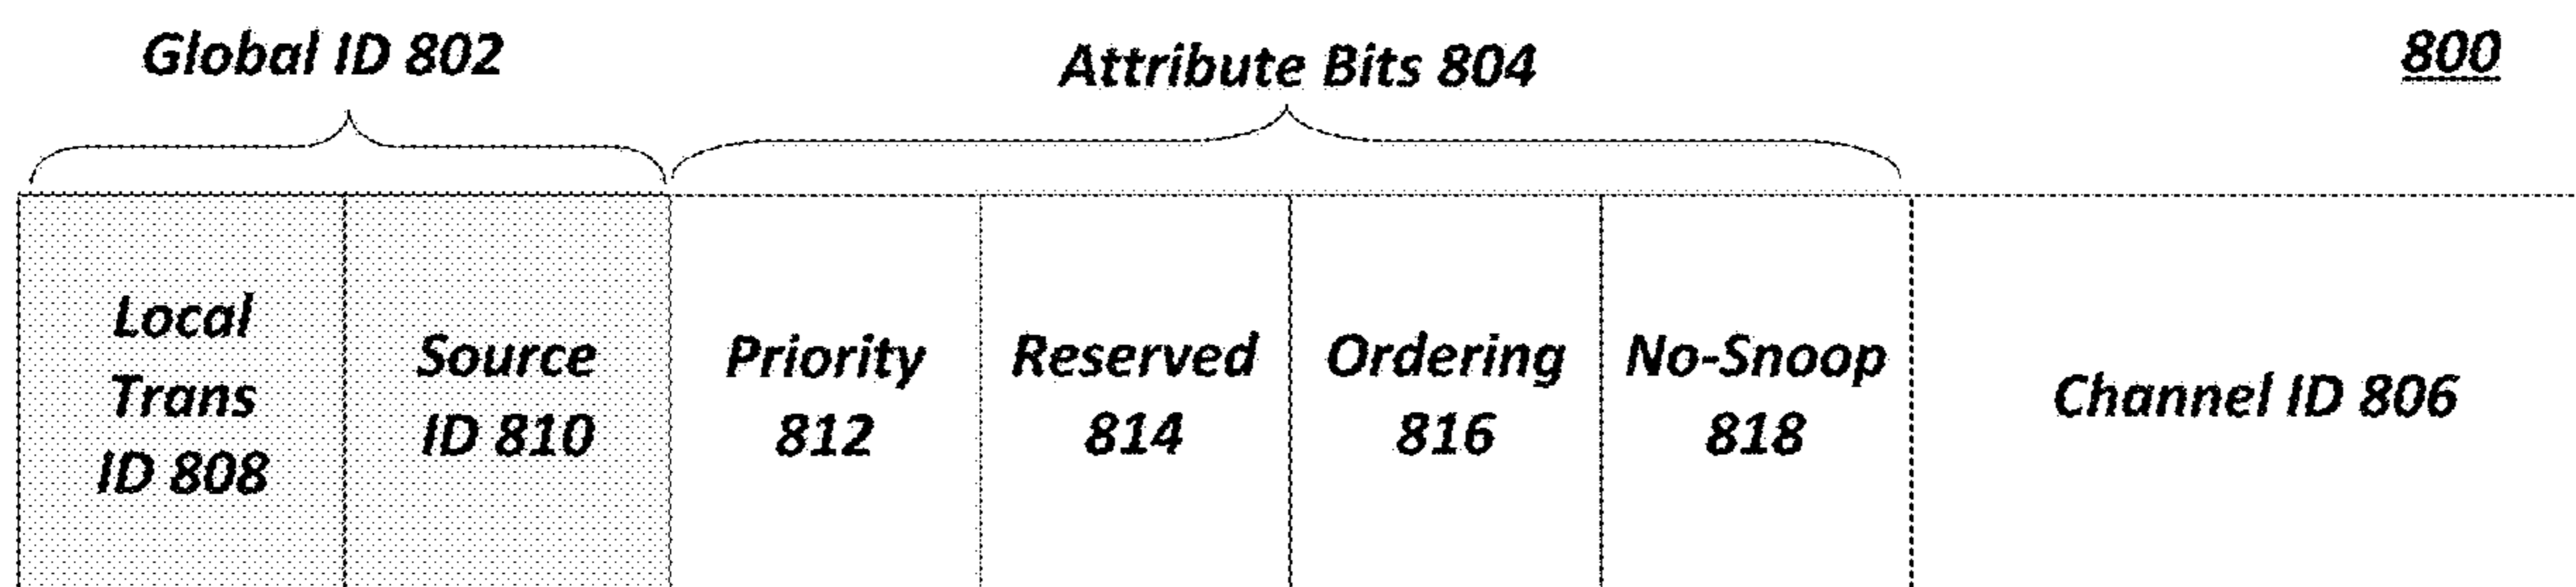 Global ID 802
Attribute Bits 804
800
Local
Trans
ID 808
Source
ID 810
Priority
812
Reserved
814
Ordering
816
No-Snoop
818
Channel ID 806